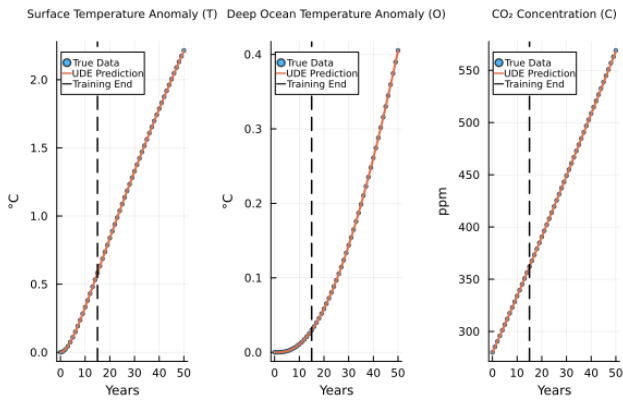 Surface Temperature Anomaly (T)
Deep Ocean Temperature Anomaly (O)
CO₂ Concentration (C)
°C
2.0
1.5
1.0
0.5
0.0
True Data
UDE Prediction
Training End
0 10 20 30 40 50
Years
°C
0.4
0.3
0.2
0.1
0.0
True Data
UDE Prediction
Training End
0 10 20 30 40 50
Years
ppm
550
500
450
400
350
300
True Data
UDE Prediction
Training End
0 10 20 30 40 50
Years